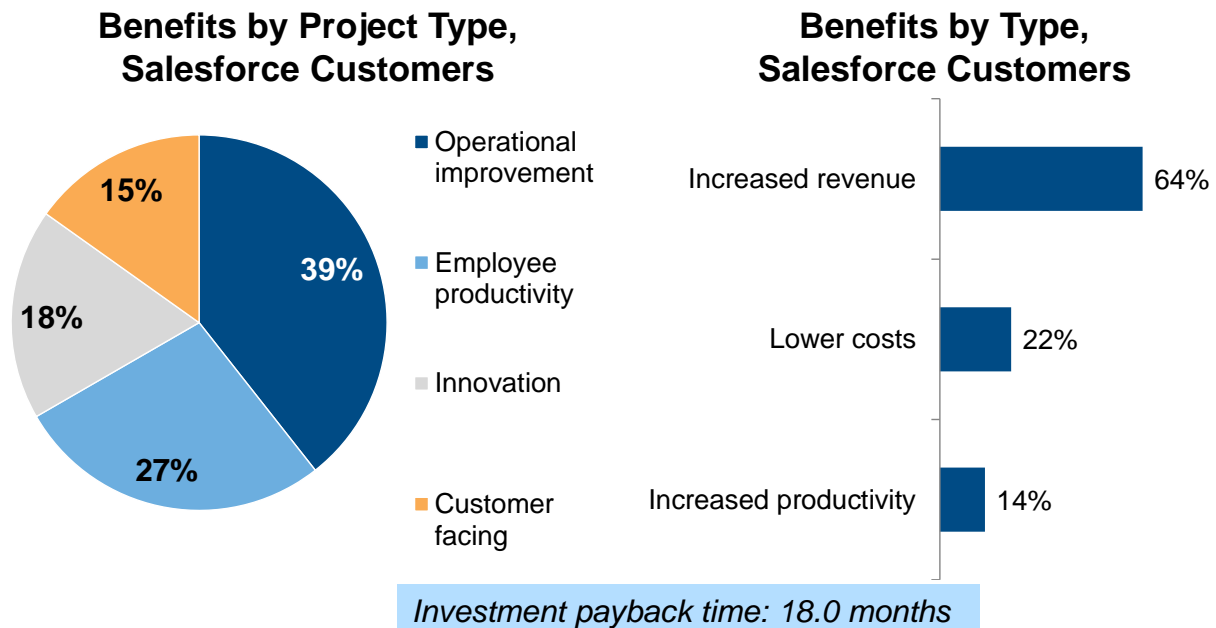 Benefits by Project Type,
Salesforce Customers
15%
39%
18%
27%
Operational
improvement
Employee
productivity
Innovation
Customer
facing
Benefits by Type,
Salesforce Customers
Increased revenue
64%
Lower costs
22%
Increased productivity
14%
Investment payback time: 18.0 months